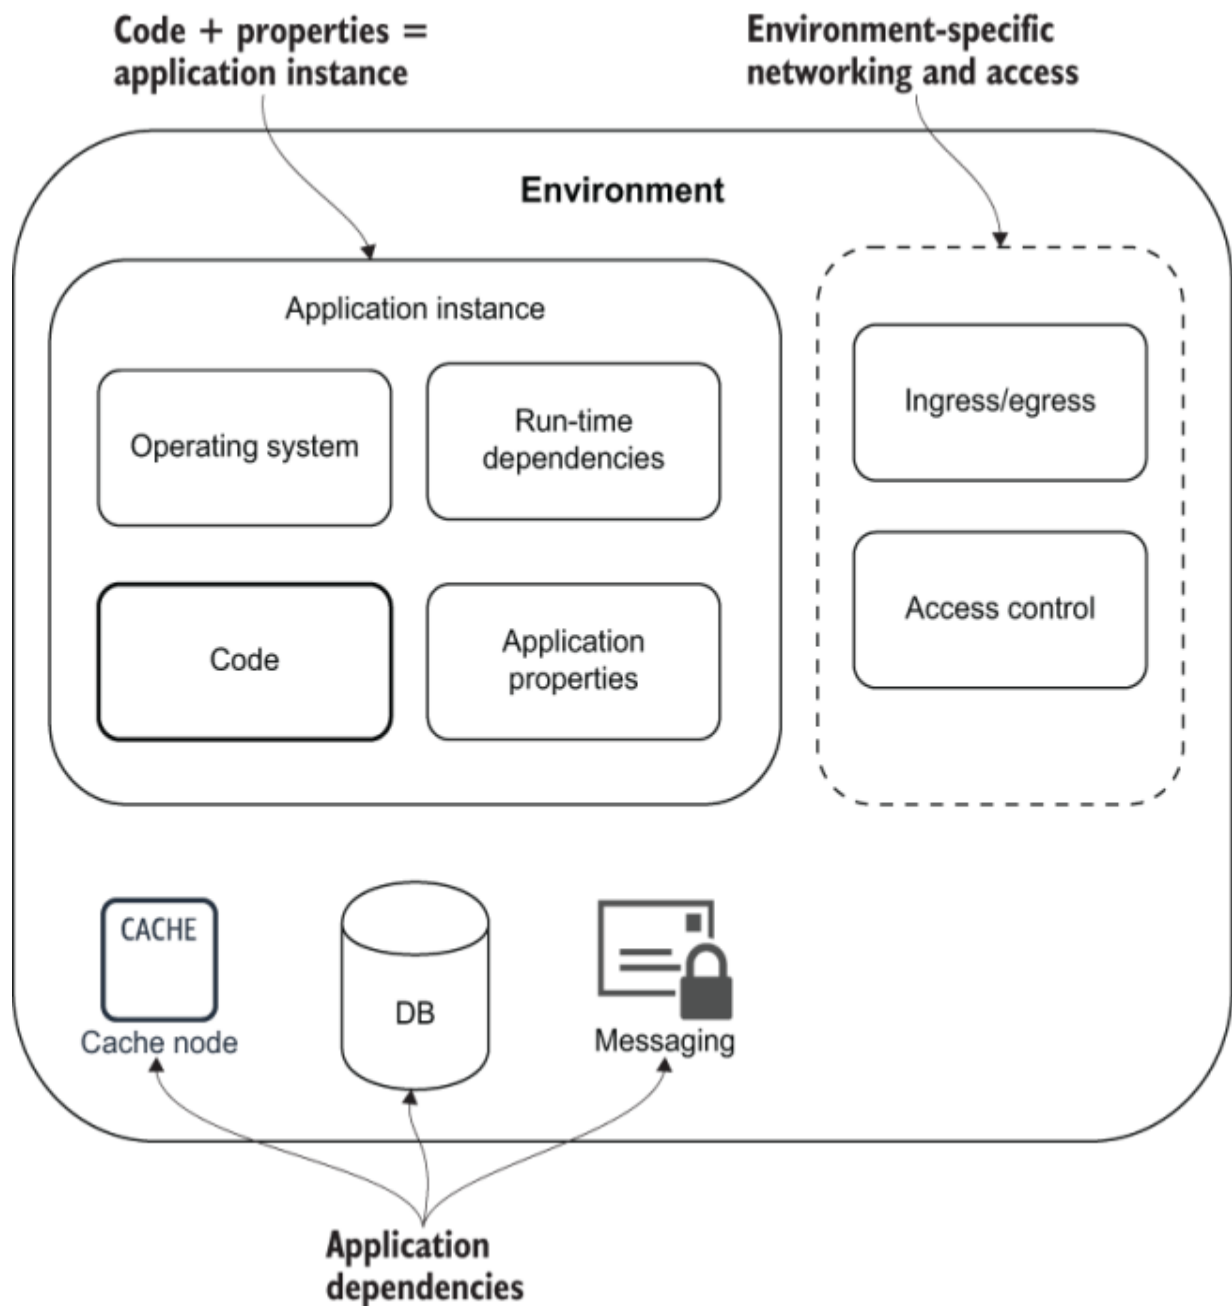 Code + properties =
application instance
Environment-specific
networking and access
Environment
Application instance
Operating system
Run-time
dependencies
Code
Application
properties
Ingress/egress
Access control
CACHE
Cache node
DB
Messaging
Application
dependencies